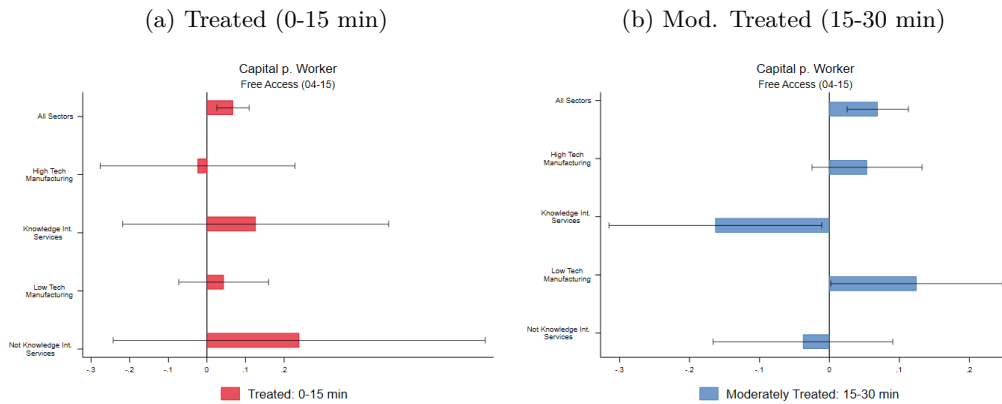 (a) Treated (0-15 min)
Capital p. Worker
Free Access (04-15)
All Sectors
High Tech
Manufacturing
Knowledge Int.
Services
Low Tech
Manufacturing
Not Knowledge Int.
Services
-.3 -.2 -.1 0 .1 .2
Treated: 0-15 min
(b) Mod. Treated (15-30 min)
Capital p. Worker
Free Access (04-15)
All Sectors
High Tech
Manufacturing
Knowledge Int.
Services
Low Tech
Manufacturing
Not Knowledge Int.
Services
-.3 -.2 -.1 0 .1 .2
Moderately Treated: 15-30 min